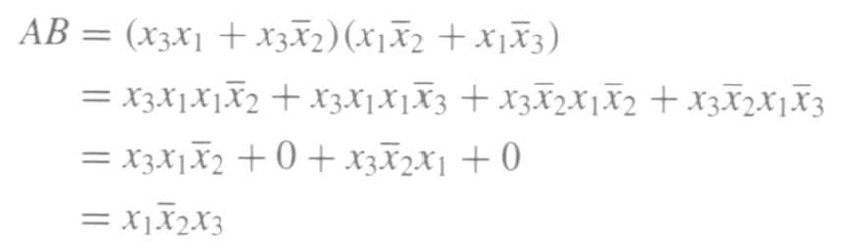 AB = (x₃x₁ + x₃x̅₂)(x₁x̅₂ + x₁x̅₃)
= x₃x₁x₁x̅₂ + x₃x₁x₁x̅₃ + x₃x̅₂x₁x̅₂ + x₃x̅₂x₁x̅₃
= x₃x₁x̅₂ + 0 + x₃x̅₂x₁ + 0
= x₁x̅₂x₃